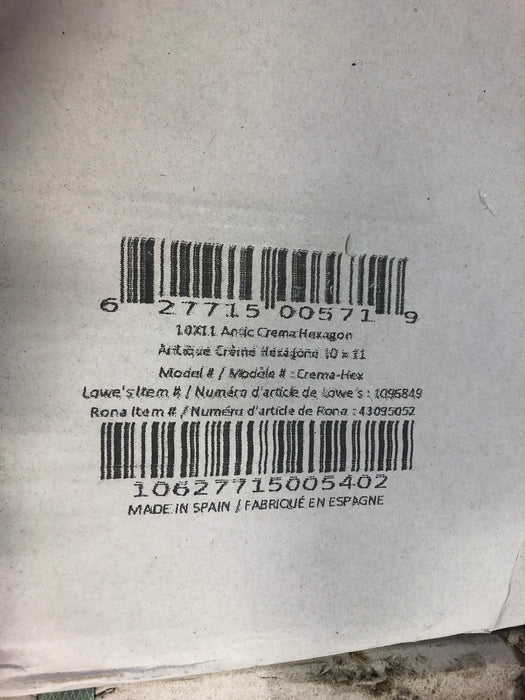 6 27715 00571 9
10X11 Antic Crema Hexagon
Antique Crème Hexagone 10 x 11
Model # / Modèle # : Crema-Hex
Lowe's Item # / Numéro d'article de Lowe's : 1096849
Rona Item # / Numéro d'article de Rona : 43095052
10627715005402
MADE IN SPAIN / FABRIQUÉ EN ESPAGNE